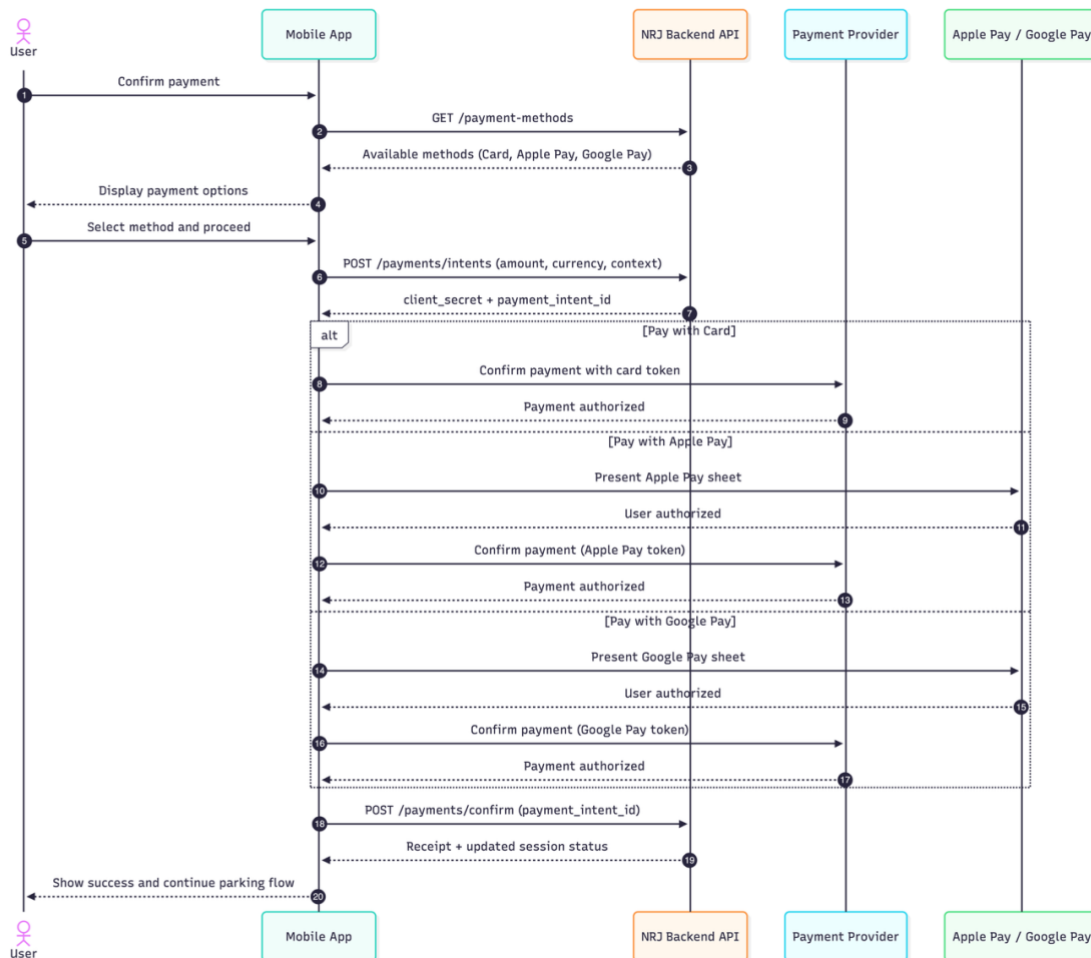 User
Mobile App
NRJ Backend API
Payment Provider
Apple Pay / Google Pay
Confirm payment
1
GET /payment-methods
2
Available methods (Card, Apple Pay, Google Pay)
3
Display payment options
4
Select method and proceed
5
POST /payments/intents (amount, currency, context)
6
client_secret + payment_intent_id
7
alt
[Pay with Card]
Confirm payment with card token
8
Payment authorized
9
[Pay with Apple Pay]
Present Apple Pay sheet
10
User authorized
11
Confirm payment (Apple Pay token)
12
Payment authorized
13
[Pay with Google Pay]
Present Google Pay sheet
14
User authorized
15
Confirm payment (Google Pay token)
16
Payment authorized
17
POST /payments/confirm (payment_intent_id)
18
Receipt + updated session status
19
Show success and continue parking flow
20
User
Mobile App
NRJ Backend API
Payment Provider
Apple Pay / Google Pay